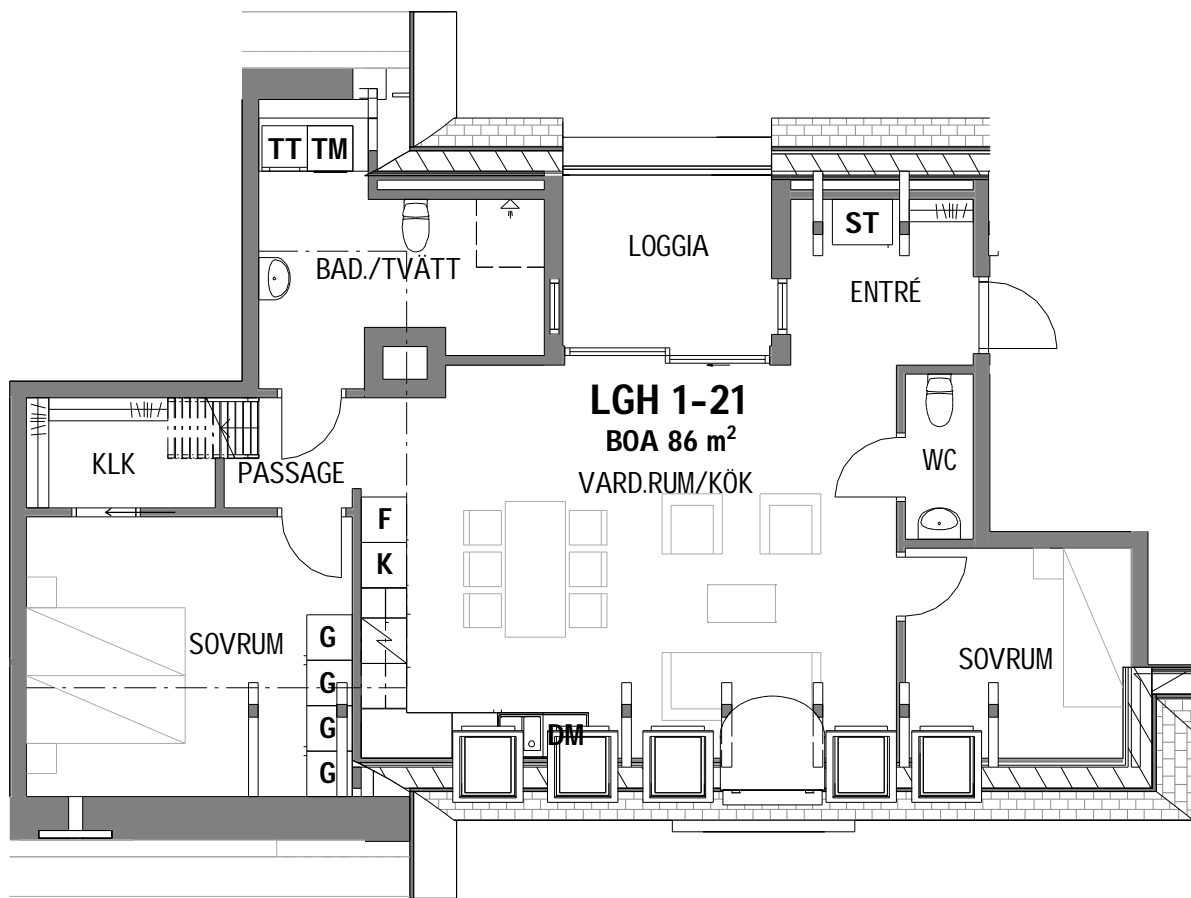 TT TM
ST
LOGGIA
BAD./TVÄTT
ENTRÉ
LGH 1-21
BOA 86 m²
KLK
PASSAGE
VARD.RUM/KÖK
WC
F
K
SOVRUM
G
G
G
G
SOVRUM
DM